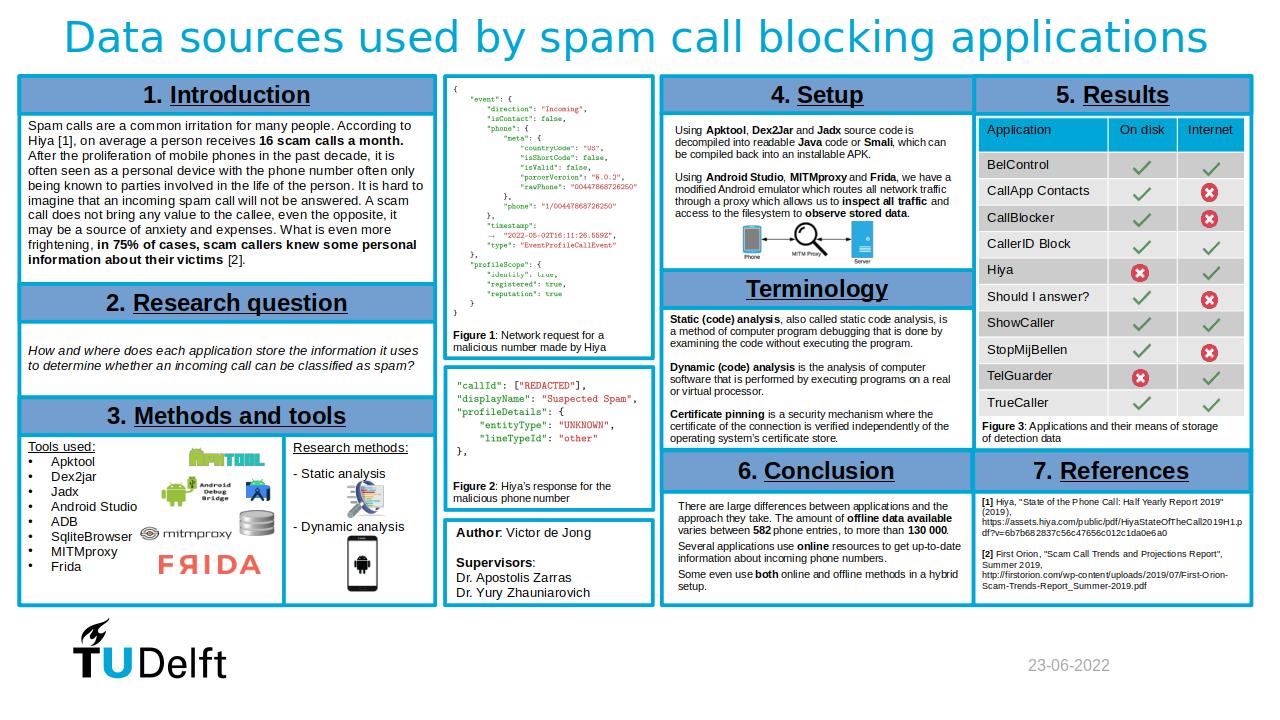 Data sources used by spam call blocking applications
1. Introduction
Spam calls are a common irritation for many people. According to
Hiya [1], on average a person receives 16 scam calls a month.
After the proliferation of mobile phones in the past decade, it is
often seen as a personal device with the phone number often only
being known to parties involved in the life of the person. It is hard to
imagine that an incoming spam call will not be answered. A scam
call does not bring any value to the callee, even the opposite, it
may be a source of anxiety and expenses. What is even more
frightening, in 75% of cases, scam callers knew some personal
information about their victims [2].
2. Research question
How and where does each application store the information it uses
to determine whether an incoming call can be classified as spam?
3. Methods and tools
Tools used:
• Apktool
• Dex2jar
• Jadx
• Android Studio
• ADB
• SqliteBrowser
• MITMproxy
• Frida
APKTOOL
Android
Debug
Bridge
mitmproxy
FRIDA
Research methods:
- Static analysis
- Dynamic analysis
{
"event": {
"direction": "Incoming",
"isContact": false,
"phone": {
"meta": {
"countryCode": "US",
"isShortCode": false,
"isValid": false,
"parserVersion": "5.0.2",
"rawPhone": "00447868726250"
},
"phone": "1/00447868726250"
},
"timestamp":
"2022-05-02T16:11:26.559Z",
"type": "EventProfileCallEvent"
},
"profileScope": {
"identity": true,
"registered": true,
"reputation": true
}
}
Figure 1: Network request for a
malicious number made by Hiya
"callId": ["REDACTED"],
"displayName": "Suspected Spam",
"profileDetails": {
"entityType": "UNKNOWN",
"lineTypeId": "other"
},
Figure 2: Hiya's response for the
malicious phone number
Author: Victor de Jong
Supervisors:
Dr. Apostolis Zarras
Dr. Yury Zhauniarovich
4. Setup
Using Apktool, Dex2Jar and Jadx source code is
decompiled into readable Java code or Smali, which can
be compiled back into an installable APK.
Using Android Studio, MITMproxy and Frida, we have a
modified Android emulator which routes all network traffic
through a proxy which allows us to inspect all traffic and
access to the filesystem to observe stored data.
Phone MITM Proxy Server
Terminology
Static (code) analysis, also called static code analysis, is
a method of computer program debugging that is done by
examining the code without executing the program.
Dynamic (code) analysis is the analysis of computer
software that is performed by executing programs on a real
or virtual processor.
Certificate pinning is a security mechanism where the
certificate of the connection is verified independently of the
operating system's certificate store.
5. Results
Application On disk Internet
BelControl
CallApp Contacts
CallBlocker
CallerID Block
Hiya
Should I answer?
ShowCaller
StopMijBellen
TelGuarder
TrueCaller
Figure 3: Applications and their means of storage
of detection data
6. Conclusion
There are large differences between applications and the
approach they take. The amount of offline data available
varies between 582 phone entries, to more than 130 000.
Several applications use online resources to get up-to-date
information about incoming phone numbers.
Some even use both online and offline methods in a hybrid
setup.
7. References
[1] Hiya, "State of the Phone Call: Half Yearly Report 2019"
(2019),
https://assets.hiya.com/public/pdf/HiyaStateOfTheCall2019H1.p
df?v=6b7b682837c56c47656c012c1da0e6a0
[2] First Orion, "Scam Call Trends and Projections Report",
Summer 2019,
http://firstorion.com/wp-content/uploads/2019/07/First-Orion-
Scam-Trends-Report_Summer-2019.pdf
TUDelft
23-06-2022